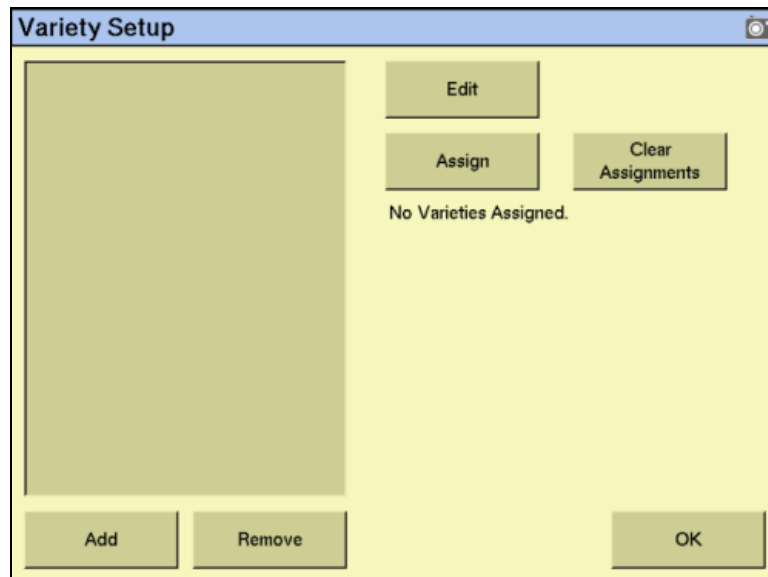 Variety Setup
Edit
Assign
Clear
Assignments
No Varieties Assigned.
Add
Remove
OK